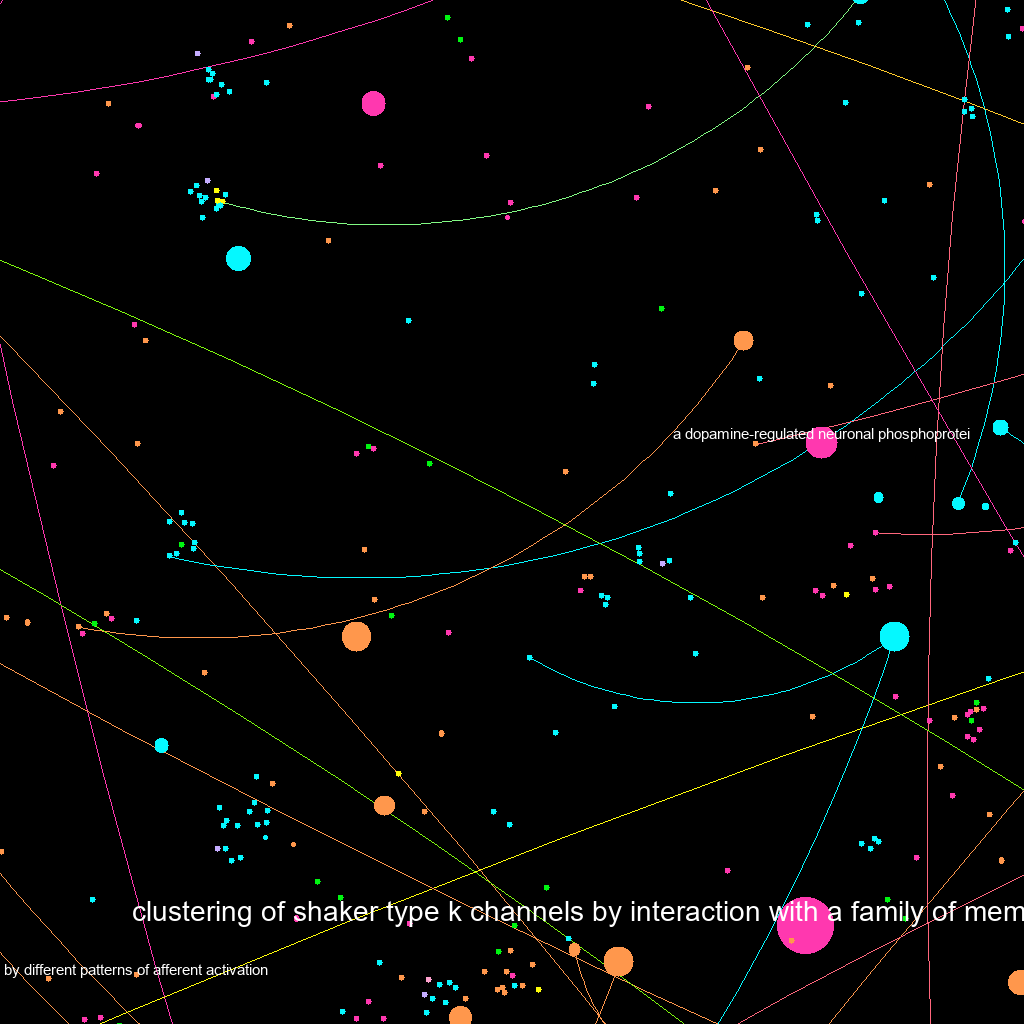 a dopamine-regulated neuronal phosphoprotei
clustering of shaker type k channels by interaction with a family of mem
by different patterns of afferent activation